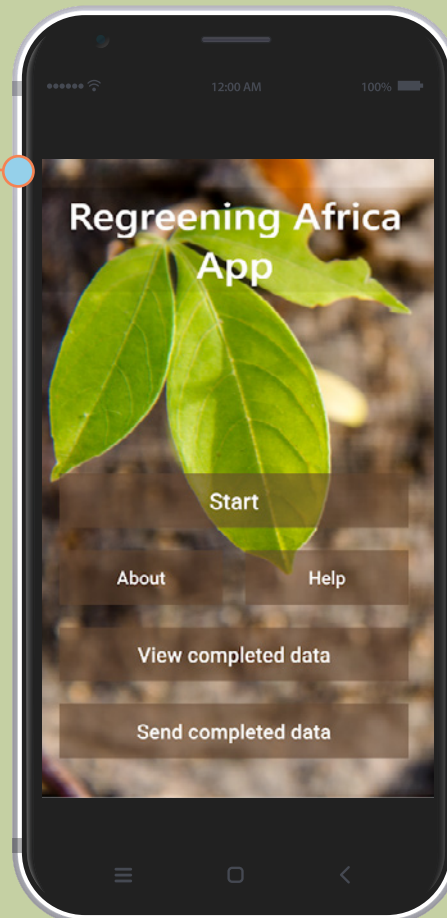 12:00 AM
100%
Regreening Africa
App
Start
About
Help
View completed data
Send completed data